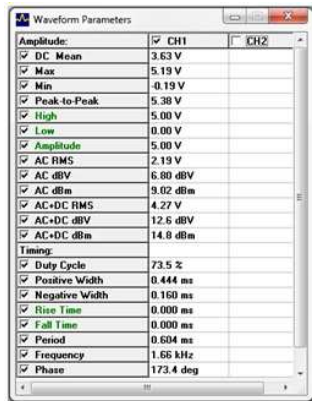 Waveform Parameters
Amplitude: CH1 CH2
DC Mean 3.63 V
Max 5.19 V
Min -0.19 V
Peak-to-Peak 5.38 V
High 5.00 V
Low 0.00 V
Amplitude 5.00 V
AC RMS 2.19 V
AC dBV 6.80 dBV
AC dBm 9.02 dBm
AC+DC RMS 4.27 V
AC+DC dBV 12.6 dBV
AC+DC dBm 14.8 dBm
Timing:
Duty Cycle 73.5 %
Positive Width 0.444 ms
Negative Width 0.160 ms
Rise Time 0.000 ms
Fall Time 0.000 ms
Period 0.604 ms
Frequency 1.66 kHz
Phase 173.4 deg